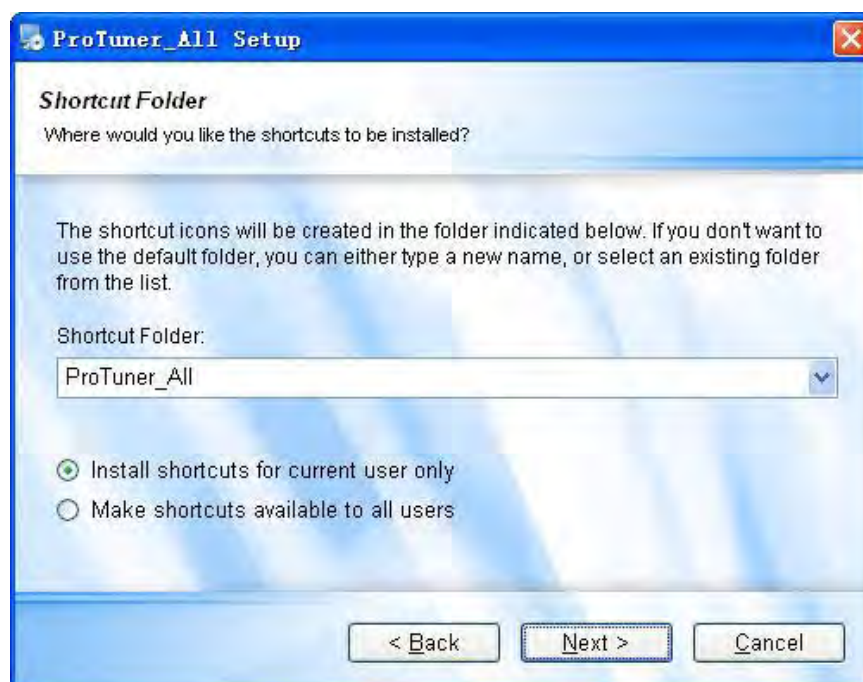 ProTuner_All Setup
Shortcut Folder
Where would you like the shortcuts to be installed?
The shortcut icons will be created in the folder indicated below. If you don't want to
use the default folder, you can either type a new name, or select an existing folder
from the list.
Shortcut Folder:
ProTuner_All
Install shortcuts for current user only
Make shortcuts available to all users
< Back Next > Cancel